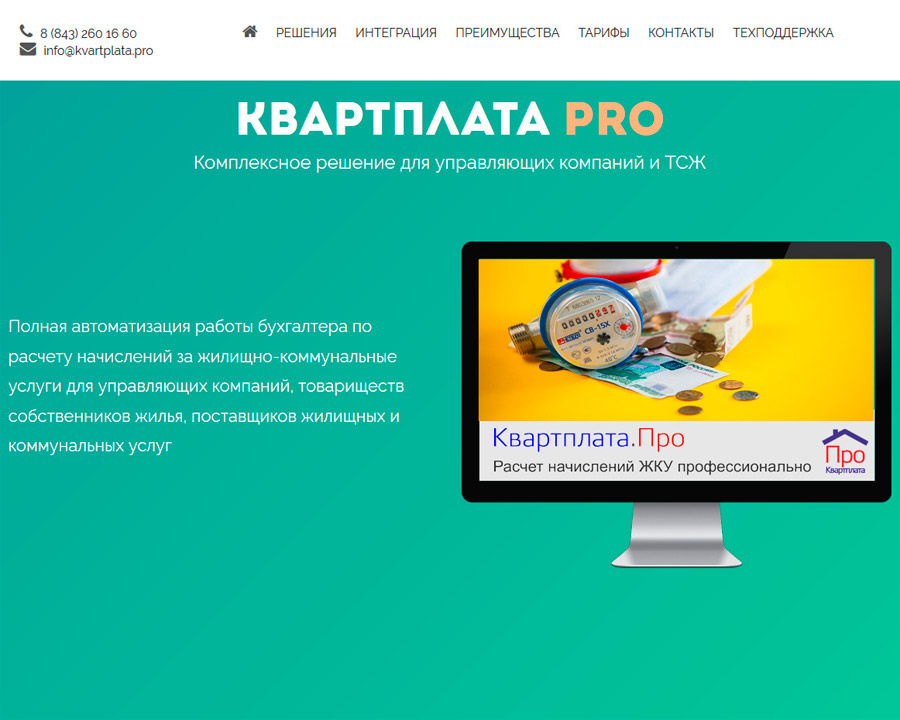 8 (843) 260 16 60
info@kvartplata.pro
РЕШЕНИЯ ИНТЕГРАЦИЯ ПРЕИМУЩЕСТВА ТАРИФЫ КОНТАКТЫ ТЕХПОДДЕРЖКА
КВАРТПЛАТА PRO
Комплексное решение для управляющих компаний и ТСЖ
Полная автоматизация работы бухгалтера по
расчету начислений за жилищно-коммунальные
услуги для управляющих компаний, товариществ
собственников жилья, поставщиков жилищных и
коммунальных услуг
СВ-15Х
40°C
Квартплата.Про
Расчет начислений ЖКУ профессионально
Про
Квартплата